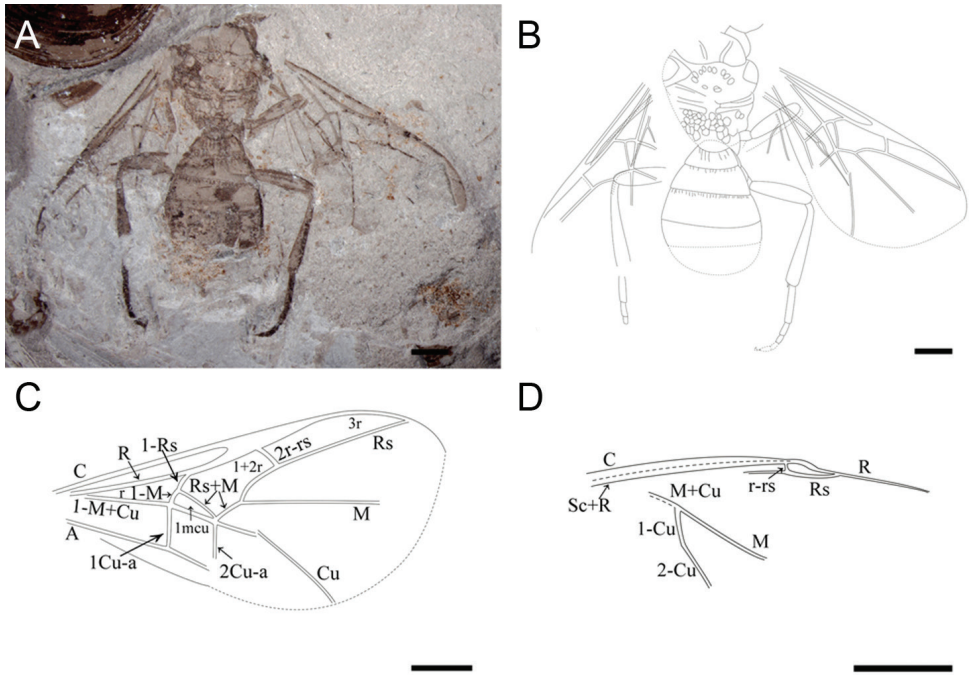 A
B
C
D
C
R
1-Rs
r
1-M
1-M+Cu
A
1Cu-a
Rs+M
1mcu
2Cu-a
1+2r
2r-rs
3r
Rs
M
Cu
C
Sc+R
r-rs
Rs
R
M+Cu
1-Cu
2-Cu
M